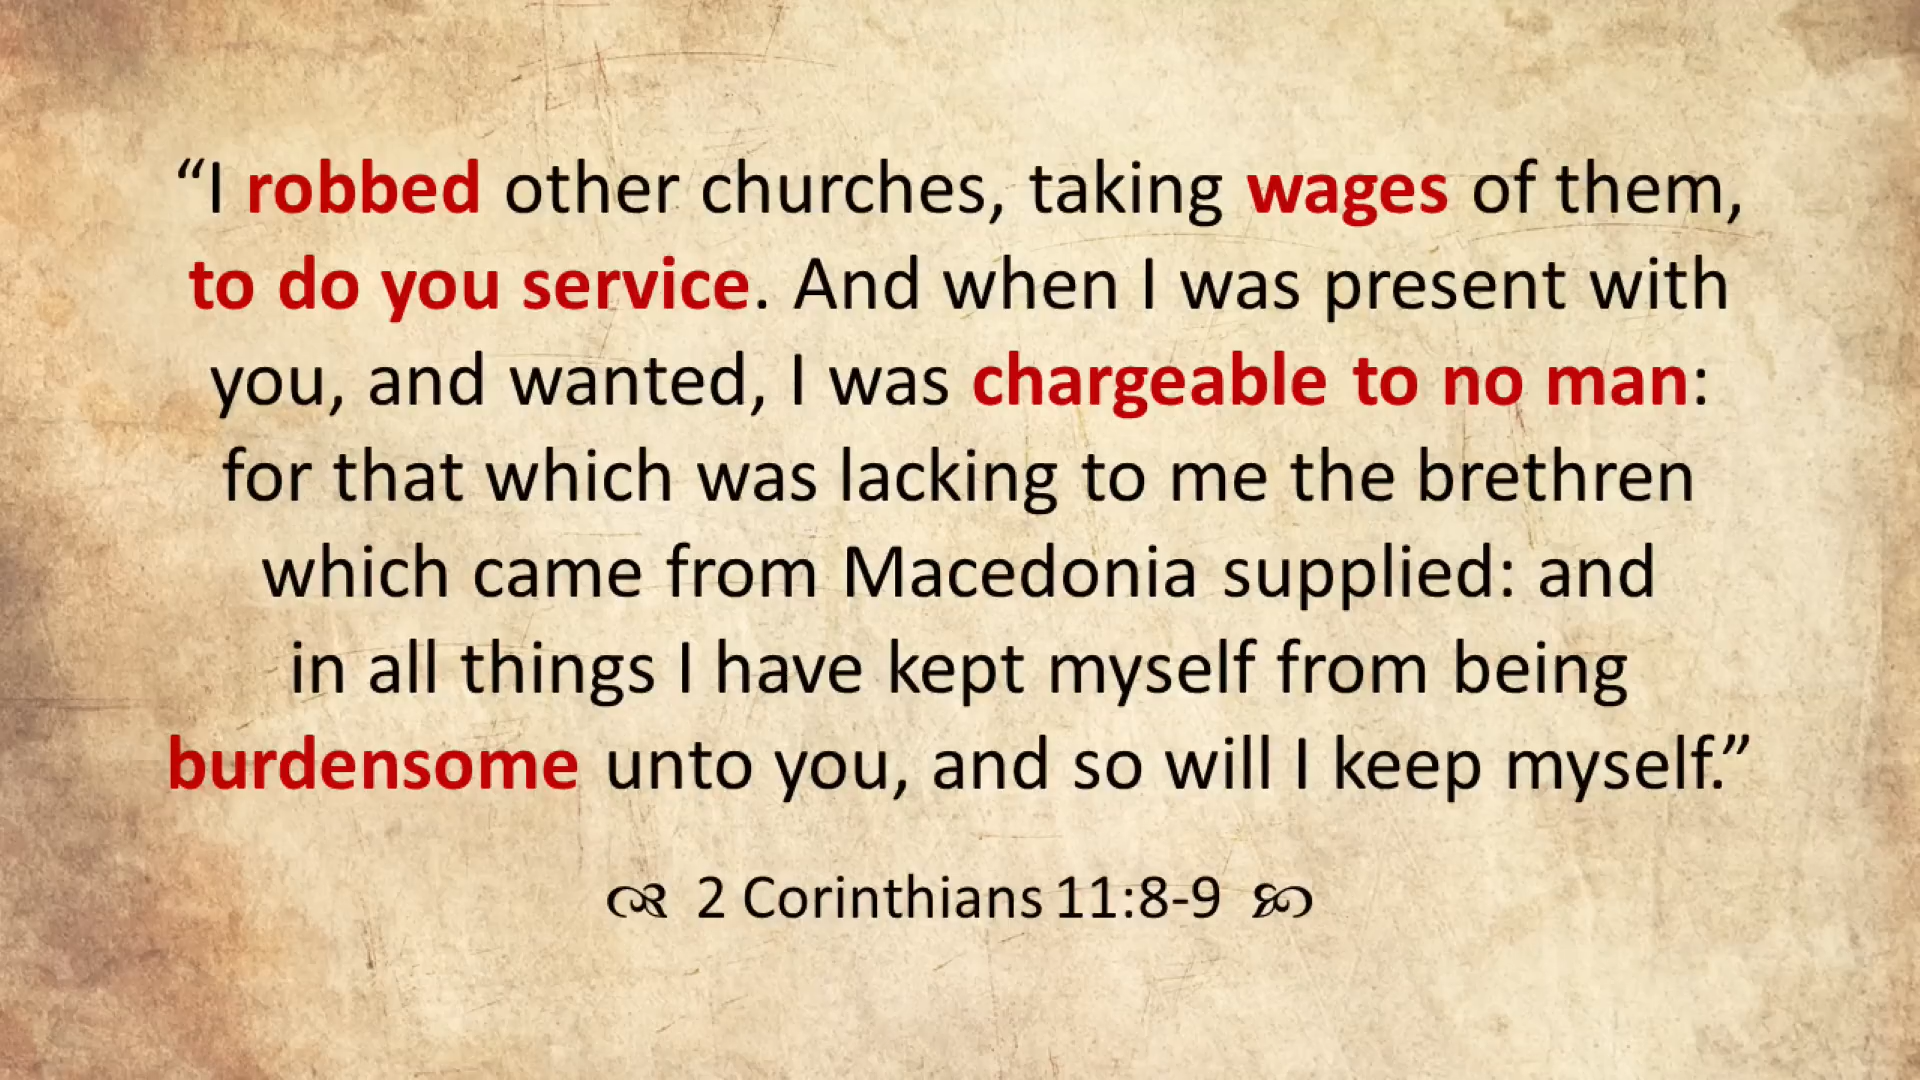 “I robbed other churches, taking wages of them,
to do you service. And when I was present with
you, and wanted, I was chargeable to no man:
for that which was lacking to me the brethren
which came from Macedonia supplied: and
in all things I have kept myself from being
burdensome unto you, and so will I keep myself.”
2 Corinthians 11:8-9